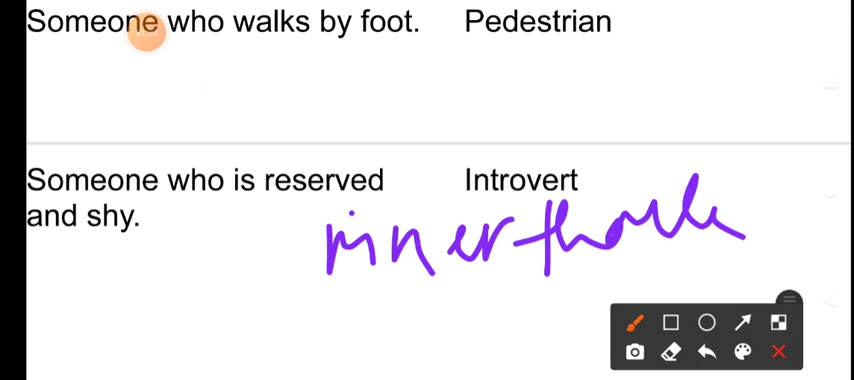 Someone who walks by foot. Pedestrian
Someone who is reserved Introvert
and shy.